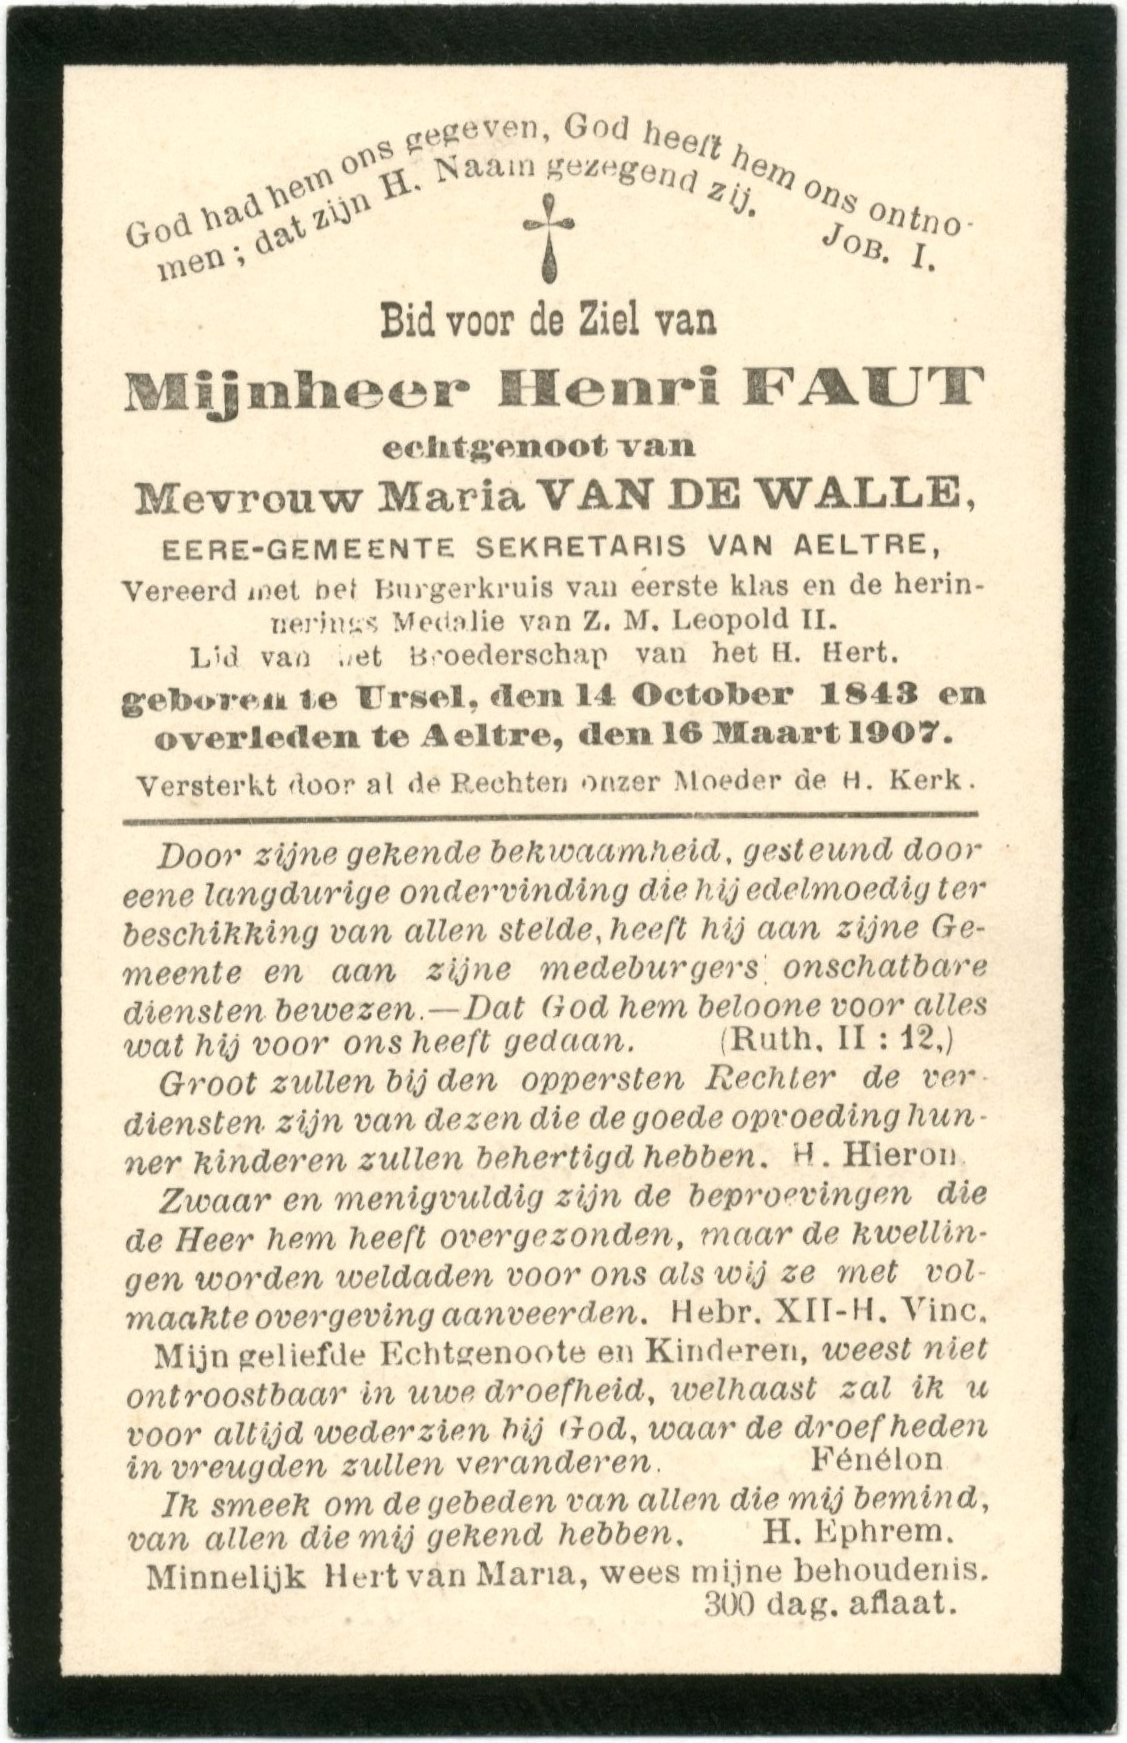 God had hem ons gegeven, God heeft hem ons ontno-
men ; dat zijn H. Naam gezegend zij. JOB. I.
Bid voor de Ziel van
Mijnheer Henri FAUT
echtgenoot van
Mevrouw Maria VAN DE WALLE,
EERE-GEMEENTE SEKRETARIS VAN AELTRE,
Vereerd met het Burgerkruis van eerste klas en de herin-
nerings Medalie van Z. M. Leopold II.
Lid van het Broederschap van het H. Hert.
geboren te Ursel, den 14 October 1843 en
overleden te Aeltre, den 16 Maart 1907.
Versterkt door al de Rechten onzer Moeder de H. Kerk.
Door zijne gekende bekwaamheid, gesteund door
eene langdurige ondervinding die hij edelmoedig ter
beschikking van allen stelde, heeft hij aan zijne Ge-
meente en aan zijne medeburgers onschatbare
diensten bewezen.—Dat God hem beloone voor alles
wat hij voor ons heeft gedaan. (Ruth. II : 12,)
Groot zullen bij den oppersten Rechter de ver-
diensten zijn van dezen die de goede opvoeding hun-
ner kinderen zullen behertigd hebben. H. Hieron.
Zwaar en menigvuldig zijn de beproevingen die
de Heer hem heeft overgezonden, maar de kwellin-
gen worden weldaden voor ons als wij ze met vol-
maakte overgeving aanveerden. Hebr. XII-H. Vinc.
Mijn geliefde Echtgenoote en Kinderen, weest niet
ontroostbaar in uwe droefheid, welhaast zal ik u
voor altijd wederzien bij God, waar de droefheden
in vreugden zullen veranderen. Fénélon
Ik smeek om de gebeden van allen die mij bemind,
van allen die mij gekend hebben. H. Ephrem.
Minnelijk Hert van Maria, wees mijne behoudenis.
300 dag. aflaat.